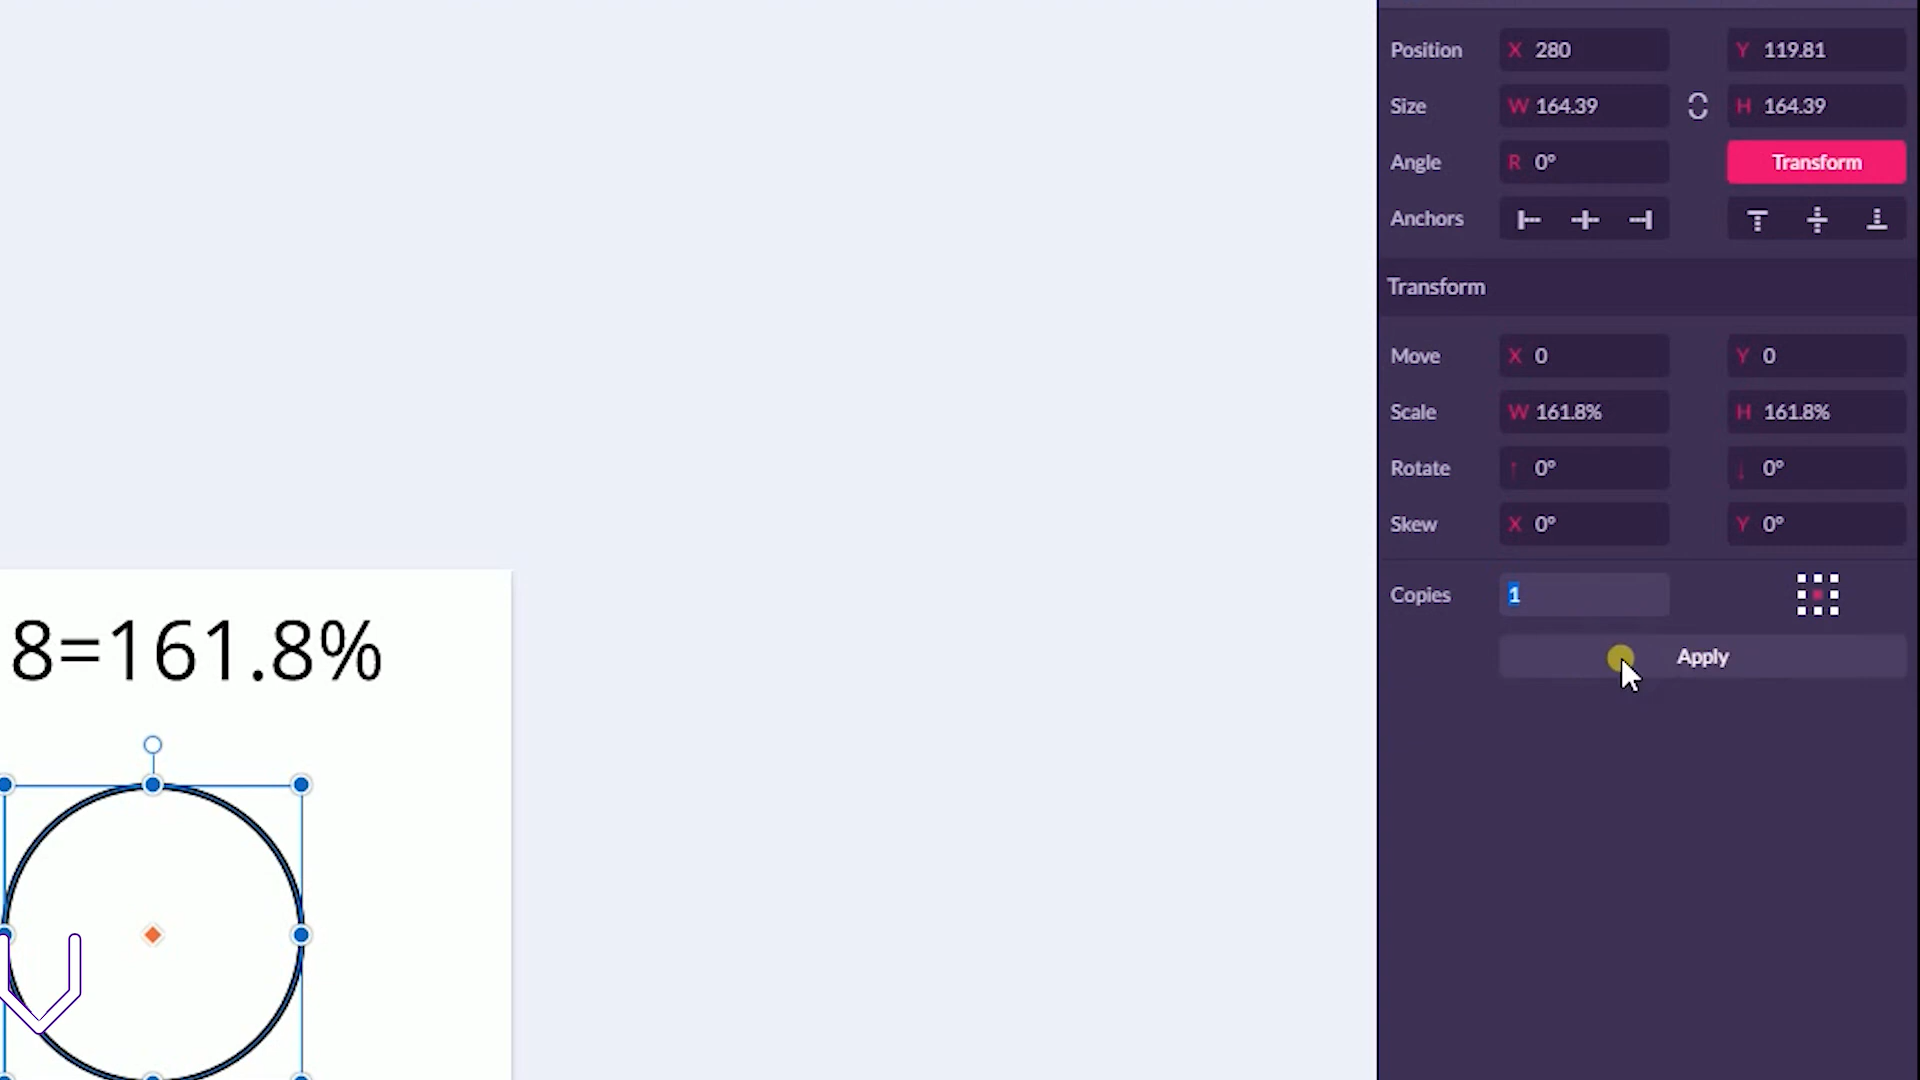 Position X 280 Y 119.81
Size W 164.39 H 164.39
Angle R 0° Transform
Anchors
Transform
Move X 0 Y 0
Scale W 161.8% H 161.8%
Rotate ↑ 0° ↓ 0°
Skew X 0° Y 0°
Copies 1
Apply
8=161.8%